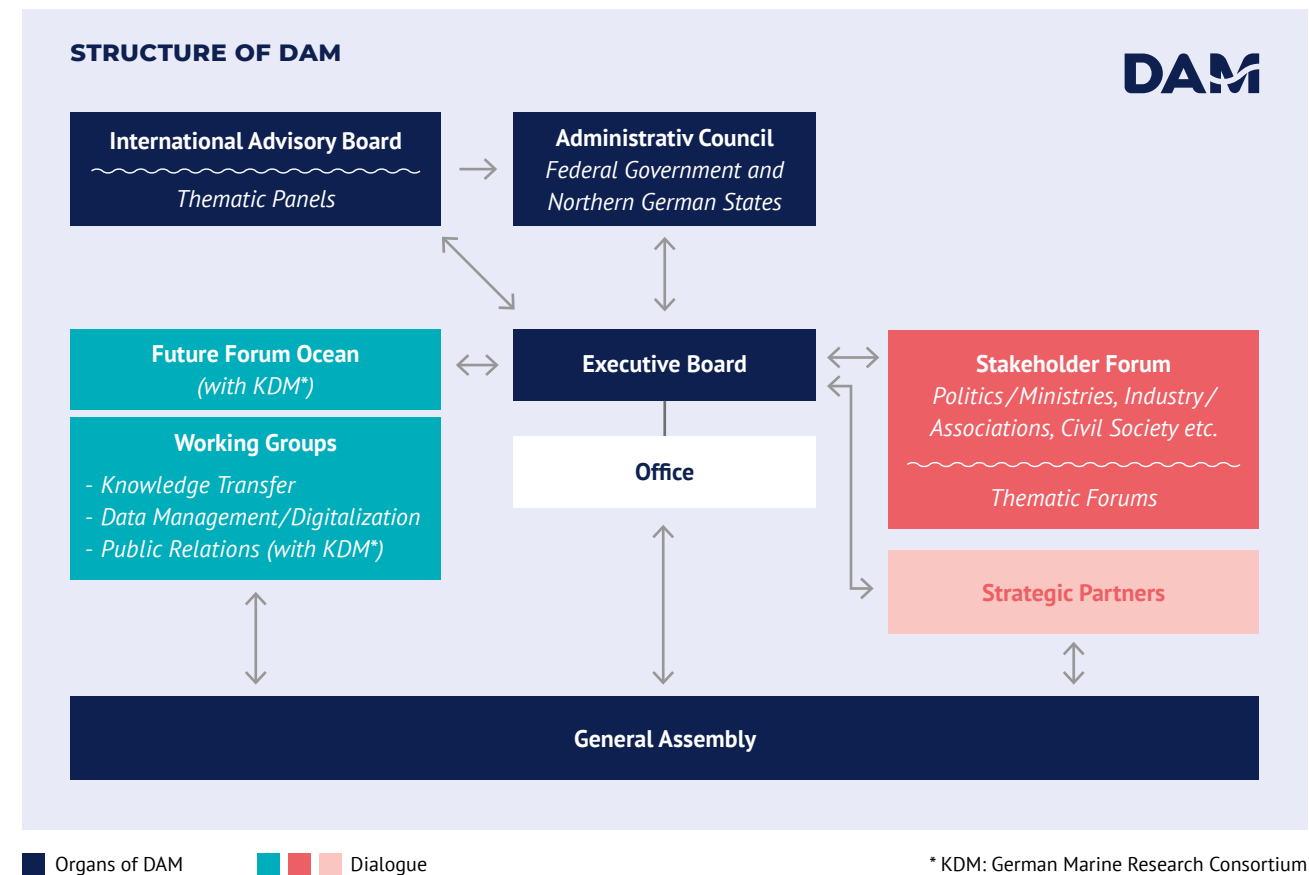 STRUCTURE OF DAM
DAM
International Advisory Board
Thematic Panels
Administrativ Council
Federal Government and
Northern German States
Future Forum Ocean
(with KDM*)
Working Groups
- Knowledge Transfer
- Data Management/Digitalization
- Public Relations (with KDM*)
Executive Board
Office
Stakeholder Forum
Politics/Ministries, Industry/
Associations, Civil Society etc.
Thematic Forums
Strategic Partners
General Assembly
Organs of DAM
Dialogue
* KDM: German Marine Research Consortium